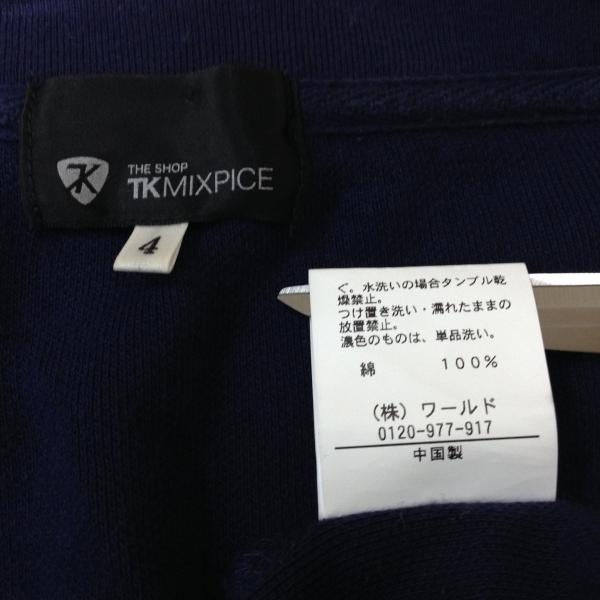 THE SHOP
TK MIXPICE
4
ぐ。水洗いの場合タンブル乾
燥禁止。
つけ置き洗い・濡れたままの
放置禁止。
濃色のものは、単品洗い。
綿 100%
(株)ワールド
0120-977-917
中国製